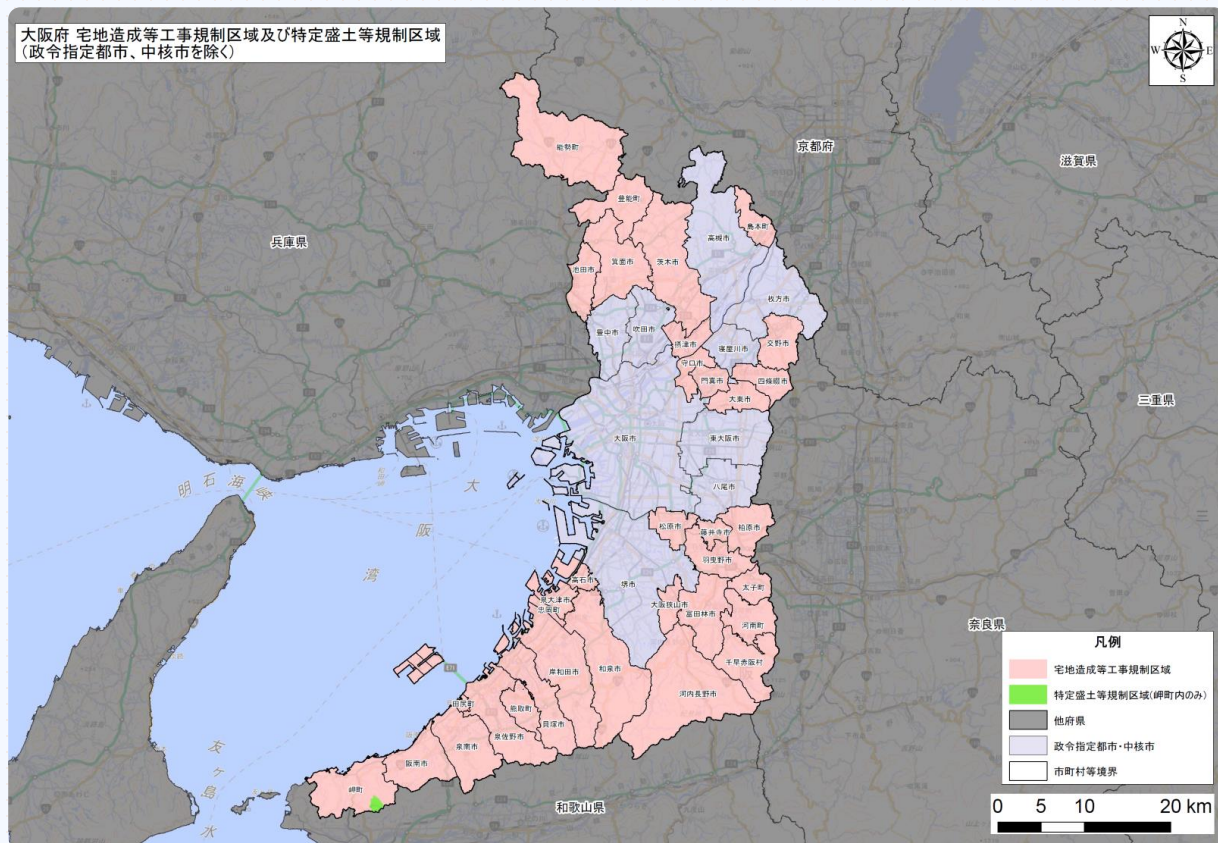 大阪府 宅地造成等工事規制区域及び特定盛土等規制区域
(政令指定都市、中核市を除く)
N
W
E
S
京都府
滋賀県
兵庫県
三重県
奈良県
和歌山県
能勢町
豊能町
島本町
高槻市
茨木市
箕面市
池田市
枚方市
豊中市
吹田市
摂津市
寝屋川市
交野市
守口市
門真市
四條畷市
大東市
大阪市
東大阪市
八尾市
松原市
藤井寺市
柏原市
羽曳野市
堺市
高石市
泉大津市
忠岡町
大阪狭山市
富田林市
太子町
河南町
千早赤阪村
河内長野市
和泉市
岸和田市
貝塚市
熊取町
田尻町
泉佐野市
泉南市
阪南市
岬町
明石海峡
大阪湾
友ヶ島水
凡例
宅地造成等工事規制区域
特定盛土等規制区域(岬町内のみ)
他府県
政令指定都市・中核市
市町村等境界
0 5 10 20 km